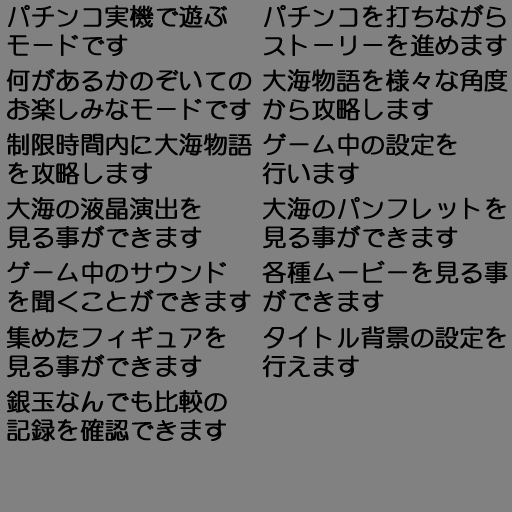 パチンコ実機で遊ぶ
モードです
パチンコを打ちながら
ストーリーを進めます
何があるかのぞいての
お楽しみなモードです
大海物語を様々な角度
から攻略します
制限時間内に大海物語
を攻略します
ゲーム中の設定を
行います
大海の液晶演出を
見る事ができます
大海のパンフレットを
見る事ができます
ゲーム中のサウンド
を聞くことができます
各種ムービーを見る事
ができます
集めたフィギュアを
見る事ができます
タイトル背景の設定を
行えます
銀玉なんでも比較の
記録を確認できます